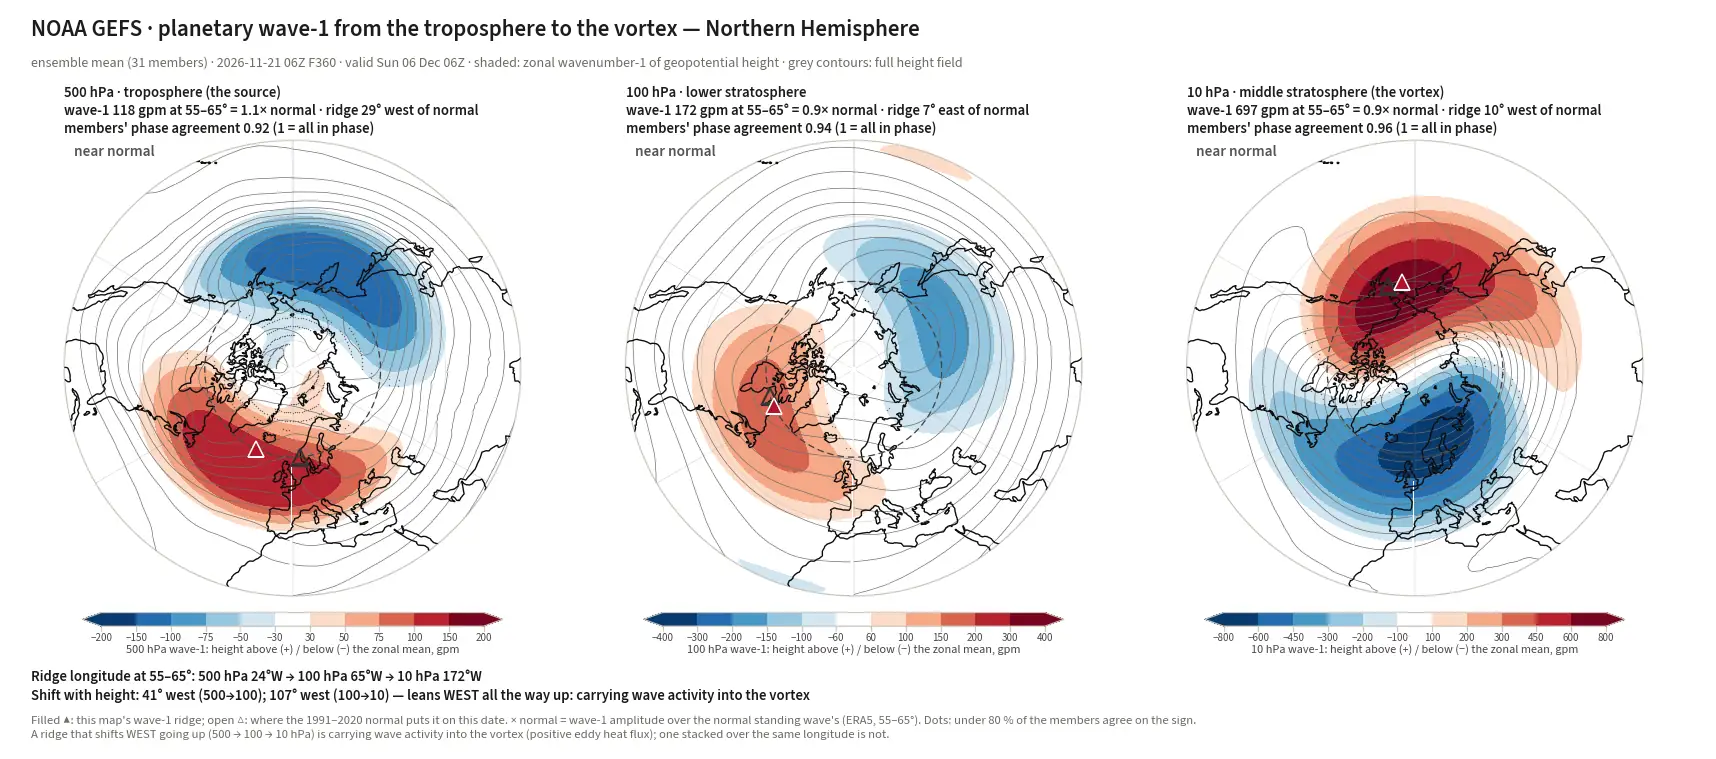 NOAA GEFS · planetary wave-1 from the troposphere to the vortex — Northern Hemisphere
ensemble mean (31 members) · 2026-11-21 06Z F360 · valid Sun 06 Dec 06Z · shaded: zonal wavenumber-1 of geopotential height · grey contours: full height field
500 hPa · troposphere (the source)
wave-1 118 gpm at 55–65° = 1.1× normal · ridge 29° west of normal
members' phase agreement 0.92 (1 = all in phase)
near normal
100 hPa · lower stratosphere
wave-1 172 gpm at 55–65° = 0.9× normal · ridge 7° east of normal
members' phase agreement 0.94 (1 = all in phase)
near normal
10 hPa · middle stratosphere (the vortex)
wave-1 697 gpm at 55–65° = 0.9× normal · ridge 10° west of normal
members' phase agreement 0.96 (1 = all in phase)
near normal
−200 −150 −100 −75 −50 −30 30 50 75 100 150 200
500 hPa wave-1: height above (+) / below (−) the zonal mean, gpm
−400 −300 −200 −150 −100 −60 60 100 150 200 300 400
100 hPa wave-1: height above (+) / below (−) the zonal mean, gpm
−800 −600 −450 −300 −200 −100 100 200 300 450 600 800
10 hPa wave-1: height above (+) / below (−) the zonal mean, gpm
Ridge longitude at 55–65°: 500 hPa 24°W → 100 hPa 65°W → 10 hPa 172°W
Shift with height: 41° west (500→100); 107° west (100→10) — leans WEST all the way up: carrying wave activity into the vortex
Filled ▲: this map's wave-1 ridge; open △: where the 1991–2020 normal puts it on this date. × normal = wave-1 amplitude over the normal standing wave's (ERA5, 55–65°). Dots: under 80 % of the members agree on the sign.
A ridge that shifts WEST going up (500 → 100 → 10 hPa) is carrying wave activity into the vortex (positive eddy heat flux); one stacked over the same longitude is not.